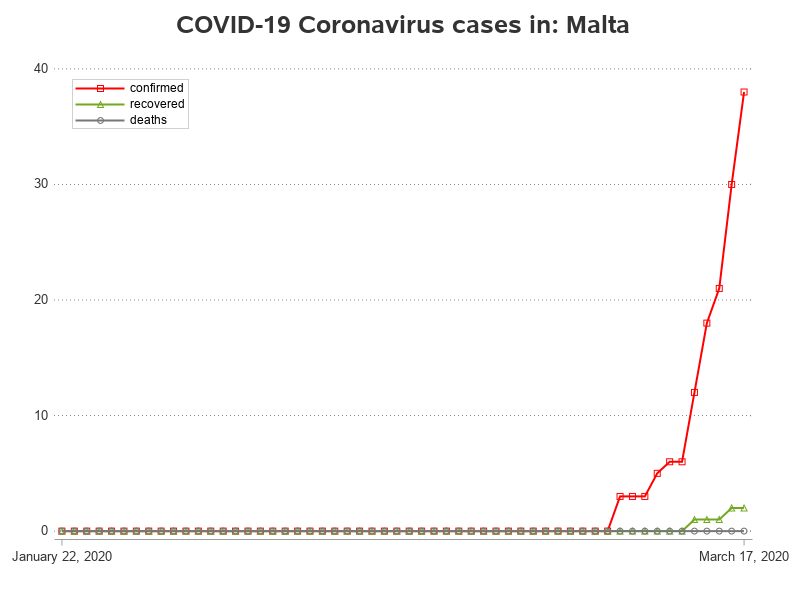 COVID-19 Coronavirus cases in: Malta
40
confirmed
recovered
deaths
30
20
10
0
January 22, 2020
March 17, 2020